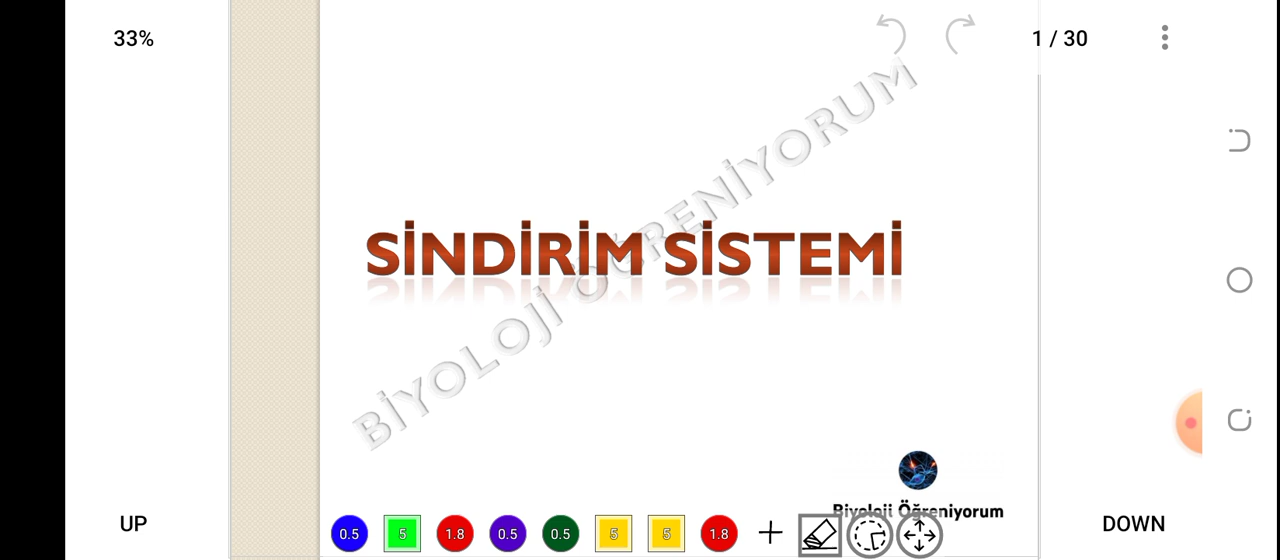 33%
1 / 30
BİYOLOJİ ÖĞRENİYORUM
SİNDİRİM SİSTEMİ
Biyoloji Öğreniyorum
UP
0.5 5 1.8 0.5 0.5 5 5 1.8 +
DOWN